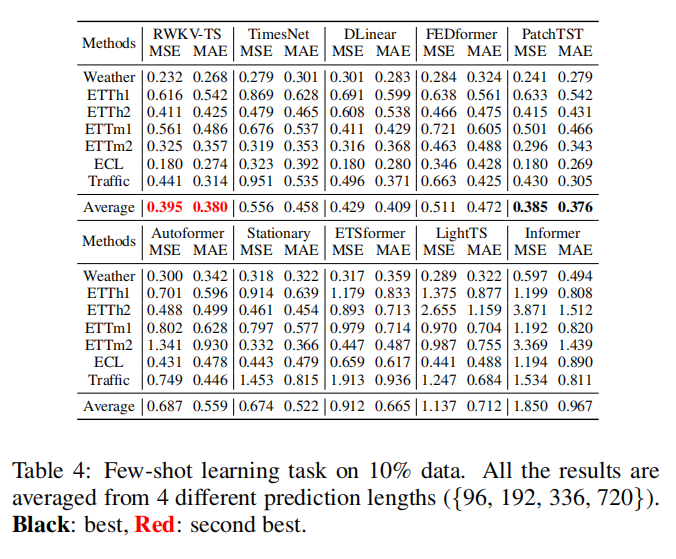 Methods RWKV-TS TimesNet DLinear FEDformer PatchTST
MSE MAE MSE MAE MSE MAE MSE MAE MSE MAE
Weather 0.232 0.268 0.279 0.301 0.301 0.283 0.284 0.324 0.241 0.279
ETTh1 0.616 0.542 0.869 0.628 0.691 0.599 0.638 0.561 0.633 0.542
ETTh2 0.411 0.425 0.479 0.465 0.608 0.538 0.466 0.475 0.415 0.431
ETTm1 0.561 0.486 0.676 0.537 0.411 0.429 0.721 0.605 0.501 0.466
ETTm2 0.325 0.357 0.319 0.353 0.316 0.368 0.463 0.488 0.296 0.343
ECL 0.180 0.274 0.323 0.392 0.180 0.280 0.346 0.428 0.180 0.269
Traffic 0.441 0.314 0.951 0.535 0.496 0.371 0.663 0.425 0.430 0.305
Average 0.395 0.380 0.556 0.458 0.429 0.409 0.511 0.472 0.385 0.376
Methods Autoformer Stationary ETSformer LightTS Informer
MSE MAE MSE MAE MSE MAE MSE MAE MSE MAE
Weather 0.300 0.342 0.318 0.322 0.317 0.359 0.289 0.322 0.597 0.494
ETTh1 0.701 0.596 0.914 0.639 1.179 0.833 1.375 0.877 1.199 0.808
ETTh2 0.488 0.499 0.461 0.454 0.893 0.713 2.655 1.159 3.871 1.512
ETTm1 0.802 0.628 0.797 0.577 0.979 0.714 0.970 0.704 1.192 0.820
ETTm2 1.341 0.930 0.332 0.366 0.447 0.487 0.987 0.755 3.369 1.439
ECL 0.431 0.478 0.443 0.479 0.659 0.617 0.441 0.488 1.194 0.890
Traffic 0.749 0.446 1.453 0.815 1.913 0.936 1.247 0.684 1.534 0.811
Average 0.687 0.559 0.674 0.522 0.912 0.665 1.137 0.712 1.850 0.967
Table 4: Few-shot learning task on 10% data. All the results are
averaged from 4 different prediction lengths ({96, 192, 336, 720}).
Black: best, Red: second best.